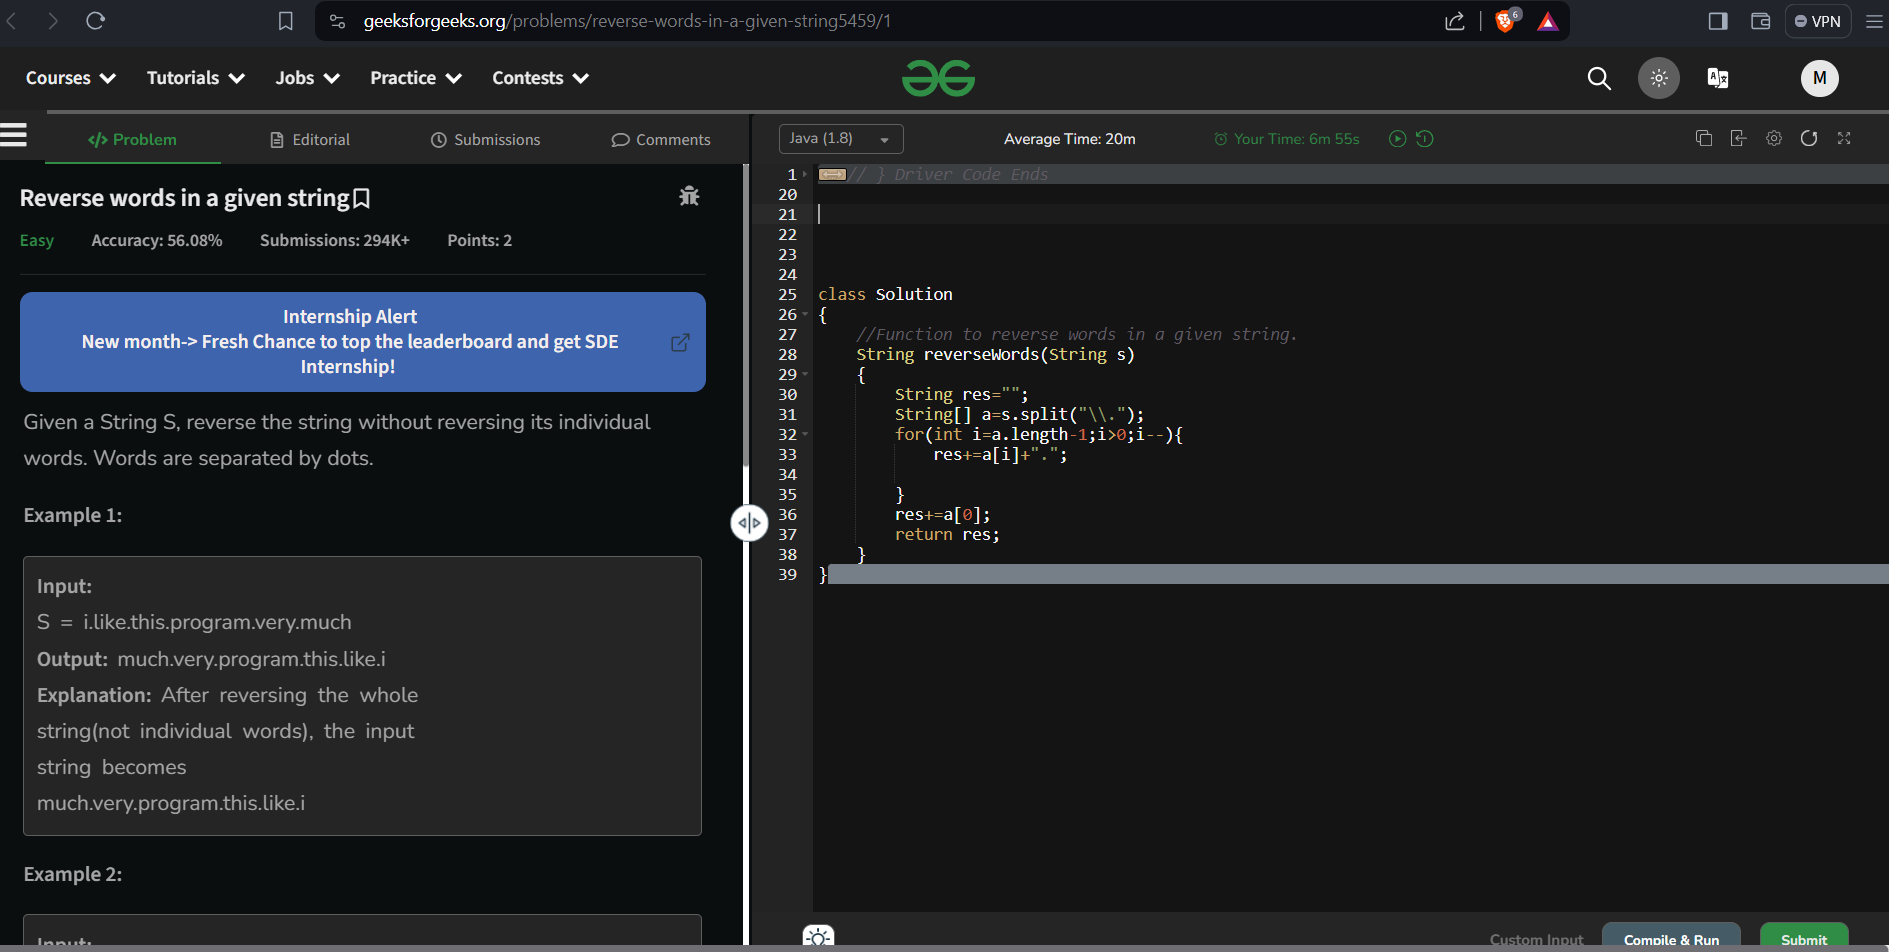 geeksforgeeks.org/problems/reverse-words-in-a-given-string5459/1
6
VPN
Courses Tutorials Jobs Practice Contests
M
</> Problem Editorial Submissions Comments
Reverse words in a given string
Easy Accuracy: 56.08% Submissions: 294K+ Points: 2
Internship Alert
New month-> Fresh Chance to top the leaderboard and get SDE
Internship!
Given a String S, reverse the string without reversing its individual
words. Words are separated by dots.
Example 1:
Input:
S = i.like.this.program.very.much
Output: much.very.program.this.like.i
Explanation: After reversing the whole
string(not individual words), the input
string becomes
much.very.program.this.like.i
Example 2:
Input:
Java (1.8) Average Time: 20m Your Time: 6m 55s
1 // } Driver Code Ends
20
21
22
23
24
25 class Solution
26 {
27 //Function to reverse words in a given string.
28 String reverseWords(String s)
29 {
30 String res="";
31 String[] a=s.split("\\.");
32 for(int i=a.length-1;i>0;i--){
33 res+=a[i]+".";
34
35 }
36 res+=a[0];
37 return res;
38 }
39 }
Custom Input Compile & Run Submit